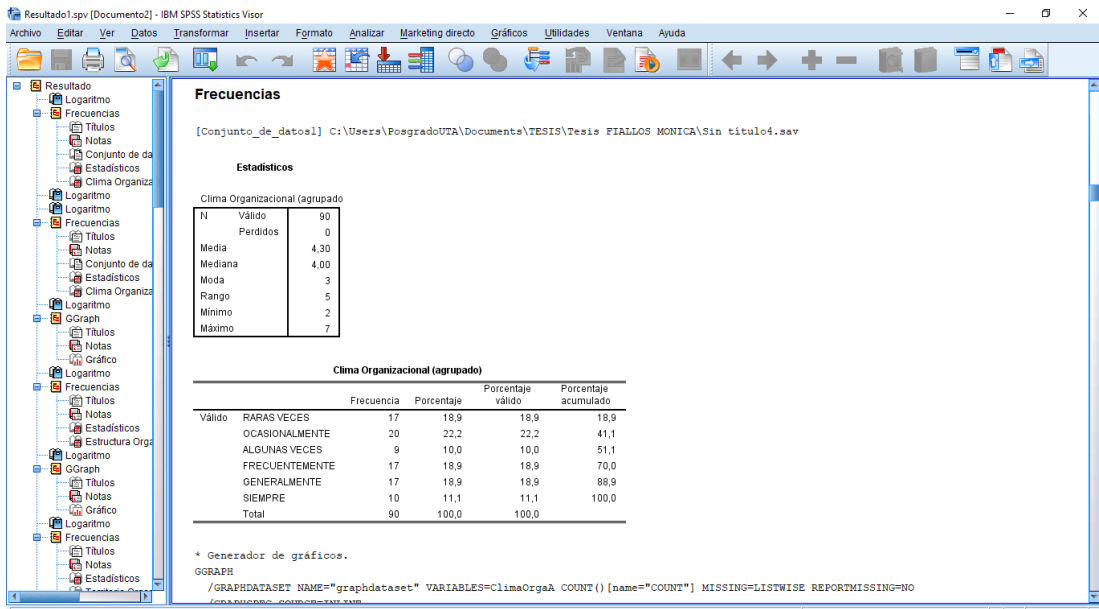 Resultado1.spv [Documento2] - IBM SPSS Statistics Visor
Archivo Editar Ver Datos Transformar Insertar Formato Analizar Marketing directo Gráficos Utilidades Ventana Ayuda
Resultado
Logaritmo
Frecuencias
Títulos
Notas
Conjunto de da
Estadísticos
Clima Organiza
Logaritmo
Logaritmo
Frecuencias
Títulos
Notas
Conjunto de da
Estadísticos
Clima Organiza
Logaritmo
GGraph
Títulos
Notas
Gráfico
Logaritmo
Frecuencias
Títulos
Notas
Estadísticos
Estructura Orga
Logaritmo
GGraph
Títulos
Notas
Gráfico
Logaritmo
Frecuencias
Títulos
Notas
Estadísticos
Frecuencias
[Conjunto_de_datos1] C:\Users\PosgradoUTA\Documents\TESIS\Tesis FIALLOS MONICA\Sin título4.sav
Estadísticos
Clima Organizacional (agrupado
N Válido 90
Perdidos 0
Media 4,30
Mediana 4,00
Moda 3
Rango 5
Mínimo 2
Máximo 7
Clima Organizacional (agrupado)
Frecuencia Porcentaje Porcentaje válido Porcentaje acumulado
Válido RARAS VECES 17 18,9 18,9 18,9
OCASIONALMENTE 20 22,2 22,2 41,1
ALGUNAS VECES 9 10,0 10,0 51,1
FRECUENTEMENTE 17 18,9 18,9 70,0
GENERALMENTE 17 18,9 18,9 88,9
SIEMPRE 10 11,1 11,1 100,0
Total 90 100,0 100,0
* Generador de gráficos.
GGRAPH
/GRAPHDATASET NAME="graphdataset" VARIABLES=ClimaOrgaA COUNT()[name="COUNT"] MISSING=LISTWISE REPORTMISSING=NO